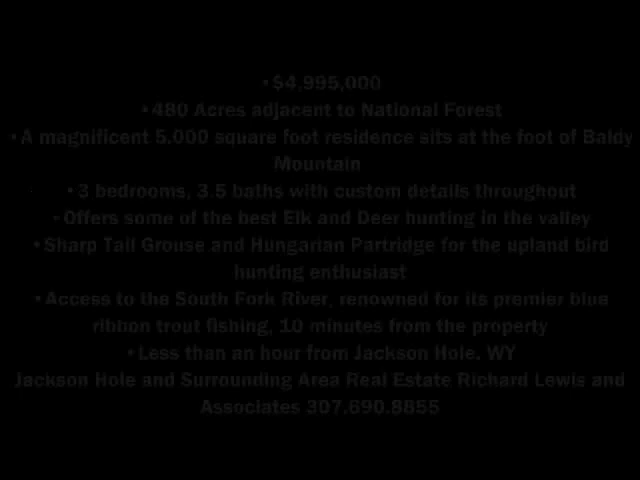 •$4,995,000
•480 Acres adjacent to National Forest
•A magnificent 5,000 square foot residence sits at the foot of Baldy
Mountain
•3 bedrooms, 3.5 baths with custom details throughout
•Offers some of the best Elk and Deer hunting in the valley
•Sharp Tail Grouse and Hungarian Partridge for the upland bird
hunting enthusiast
•Access to the South Fork River, renowned for its premier blue
ribbon trout fishing, 10 minutes from the property
•Less than an hour from Jackson Hole, WY
Jackson Hole and Surrounding Area Real Estate Richard Lewis and
Associates 307.690.8855